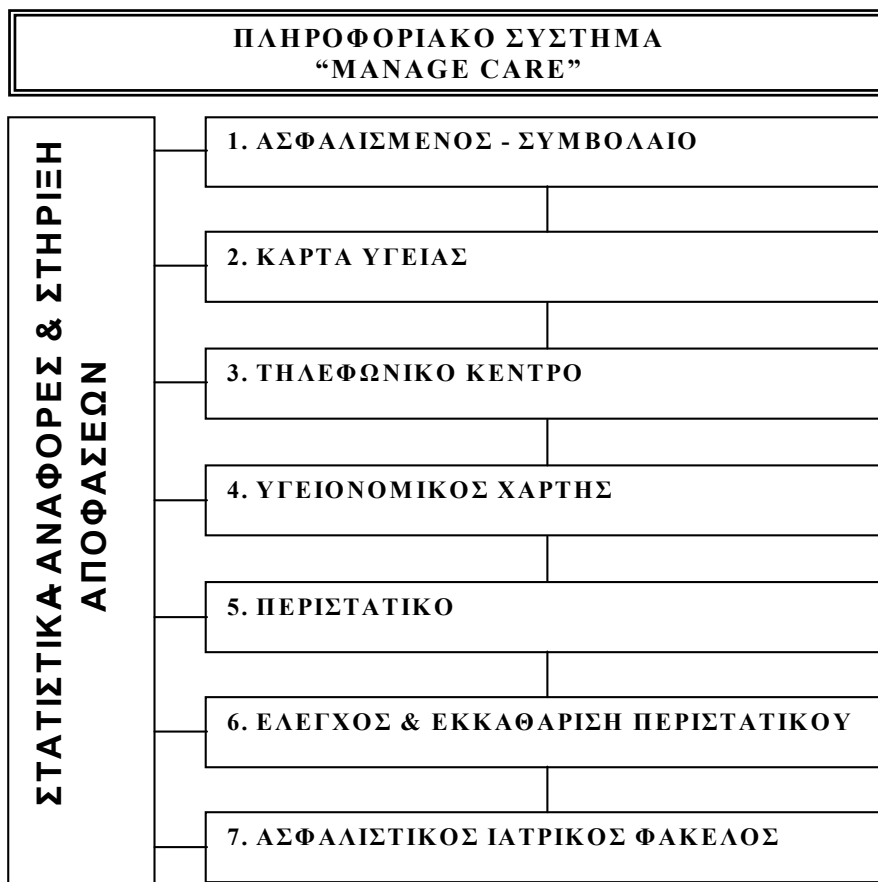 ΠΛΗΡΟΦΟΡΙΑΚΟ ΣΥΣΤΗΜΑ
“MANAGE CARE”
ΣΤΑΤΙΣΤΙΚΑ-ΑΝΑΦΟΡΕΣ & ΣΤΗΡΙΞΗ
ΑΠΟΦΑΣΕΩΝ
1. ΑΣΦΑΛΙΣΜΕΝΟΣ - ΣΥΜΒΟΛΑΙΟ
2. ΚΑΡΤΑ ΥΓΕΙΑΣ
3. ΤΗΛΕΦΩΝΙΚΟ ΚΕΝΤΡΟ
4. ΥΓΕΙΟΝΟΜΙΚΟΣ ΧΑΡΤΗΣ
5. ΠΕΡΙΣΤΑΤΙΚΟ
6. ΕΛΕΓΧΟΣ & ΕΚΚΑΘΑΡΙΣΗ ΠΕΡΙΣΤΑΤΙΚΟΥ
7. ΑΣΦΑΛΙΣΤΙΚΟΣ ΙΑΤΡΙΚΟΣ ΦΑΚΕΛΟΣ